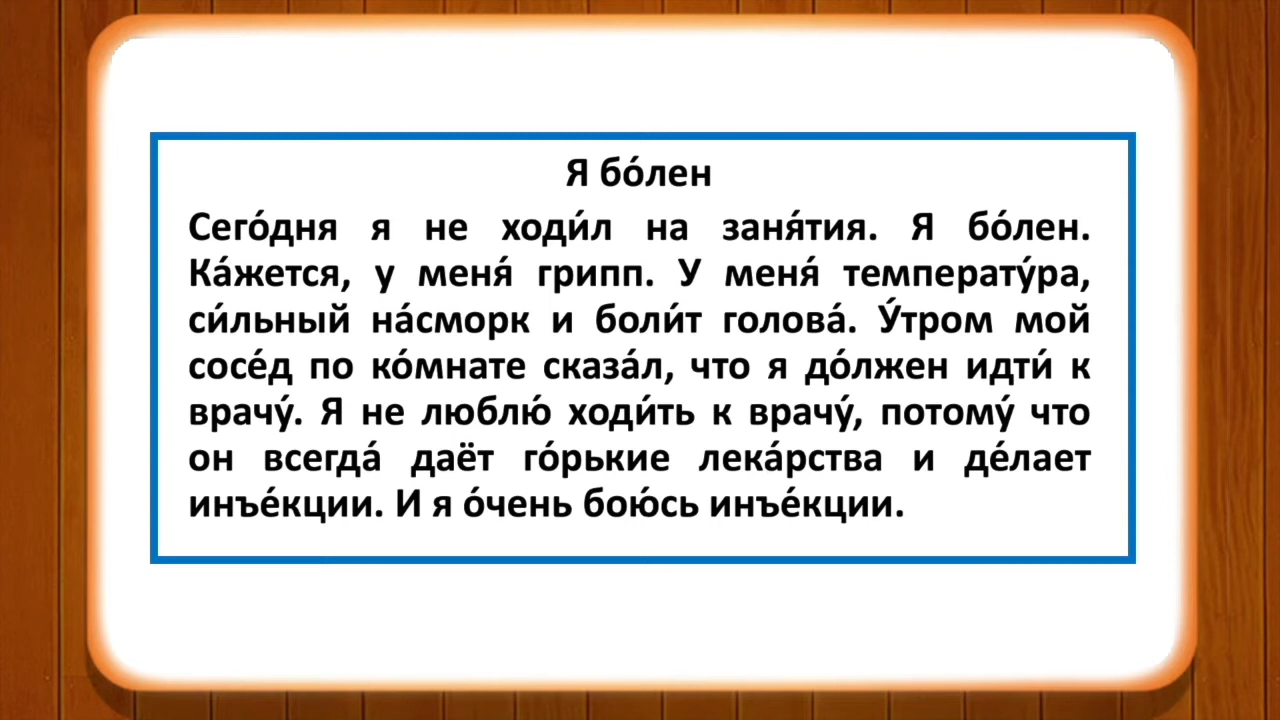 Я бо́лен
Сего́дня я не ходи́л на заня́тия. Я бо́лен.
Ка́жется, у меня́ грипп. У меня́ температу́ра,
си́льный на́сморк и боли́т голова́. У́тром мой
сосе́д по ко́мнате сказа́л, что я до́лжен идти́ к
врачу́. Я не люблю́ ходи́ть к врачу́, потому́ что
он всегда́ даёт го́рькие лека́рства и де́лает
инъе́кции. И я о́чень бою́сь инъе́кции.